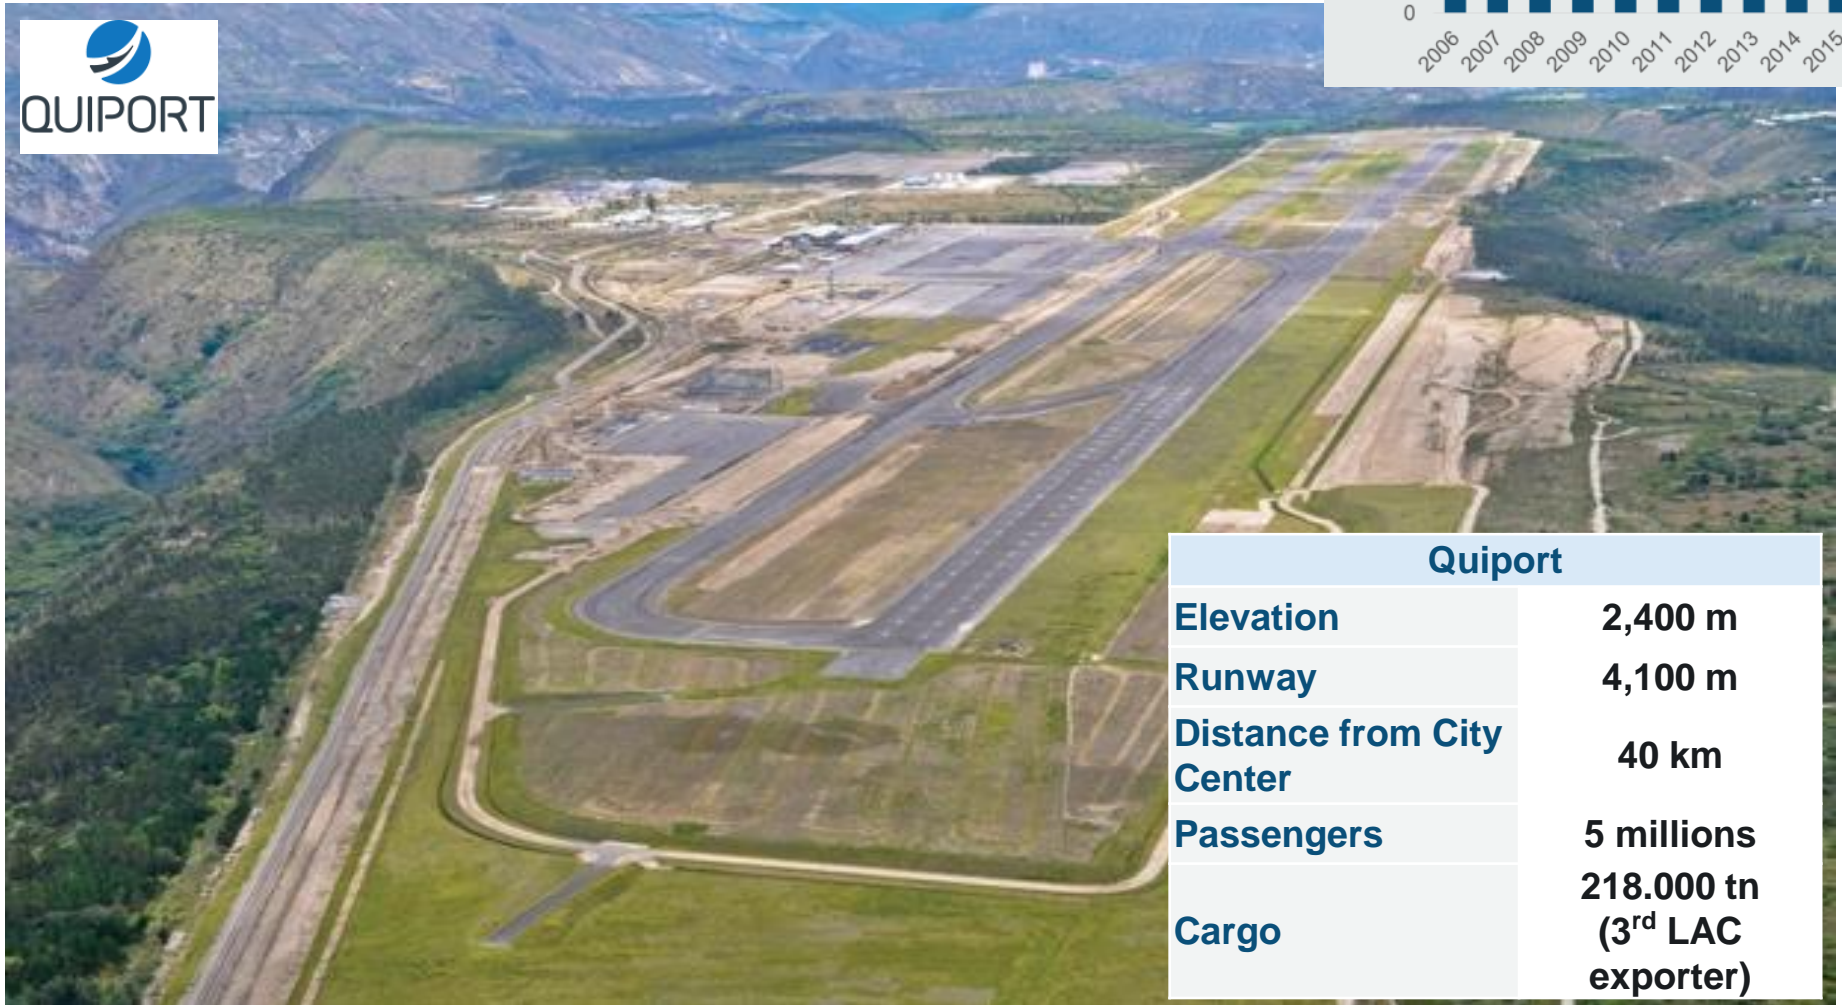 QUIPORT
0
2006 2007 2008 2009 2010 2011 2012 2013 2014 2015
Quiport
Elevation 2,400 m
Runway 4,100 m
Distance from City
Center
40 km
Passengers 5 millions
Cargo
218.000 tn
(3rd LAC
exporter)